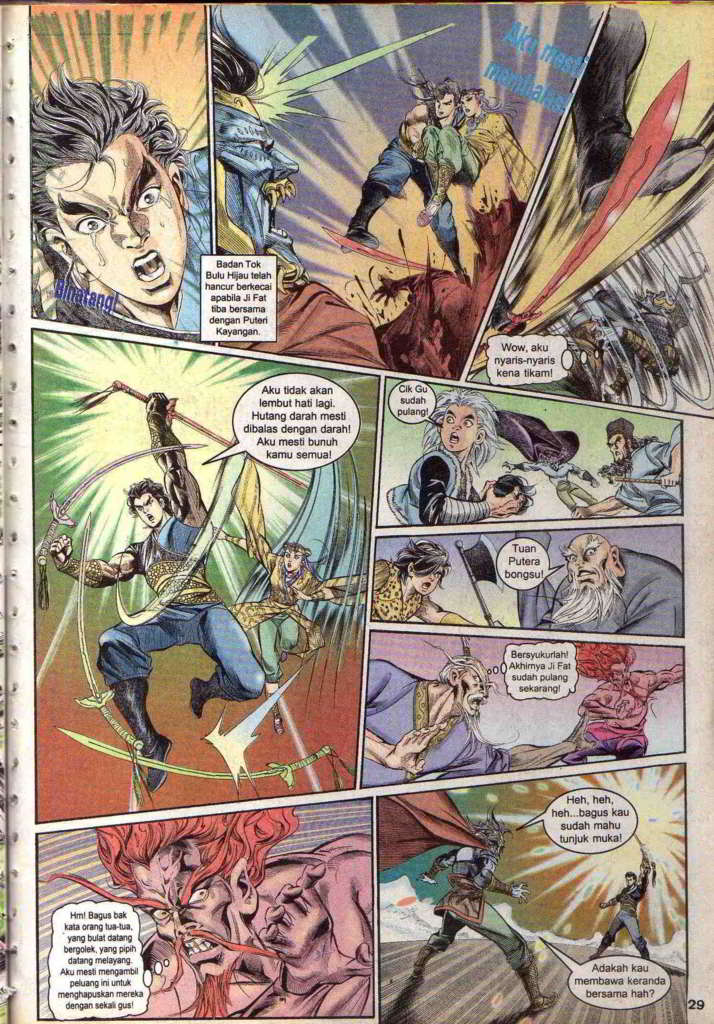 Binatang!
Badan Tok
Bulu Hijau telah
hancur berkecai
apabila Ji Fat
tiba bersama
dengan Puteri
Kayangan.
Aku mesti
membalas!
Wow, aku
nyaris-nyaris
kena tikam!
Aku tidak akan
lembut hati lagi.
Hutang darah mesti
dibalas dengan darah!
Aku mesti bunuh
kamu semua!
Cik Gu
sudah
pulang!
Tuan
Putera
bongsu!
Bersyukurlah!
Akhirnya Ji Fat
sudah pulang
sekarang!
Hm! Bagus bak
kata orang tua-tua,
yang bulat datang
bergolek, yang pipih
datang melayang.
Aku mesti mengambil
peluang ini untuk
menghapuskan mereka
dengan sekali gus!
Heh, heh,
heh...bagus kau
sudah mahu
tunjuk muka!
Adakah kau
membawa keranda
bersama hah?
29